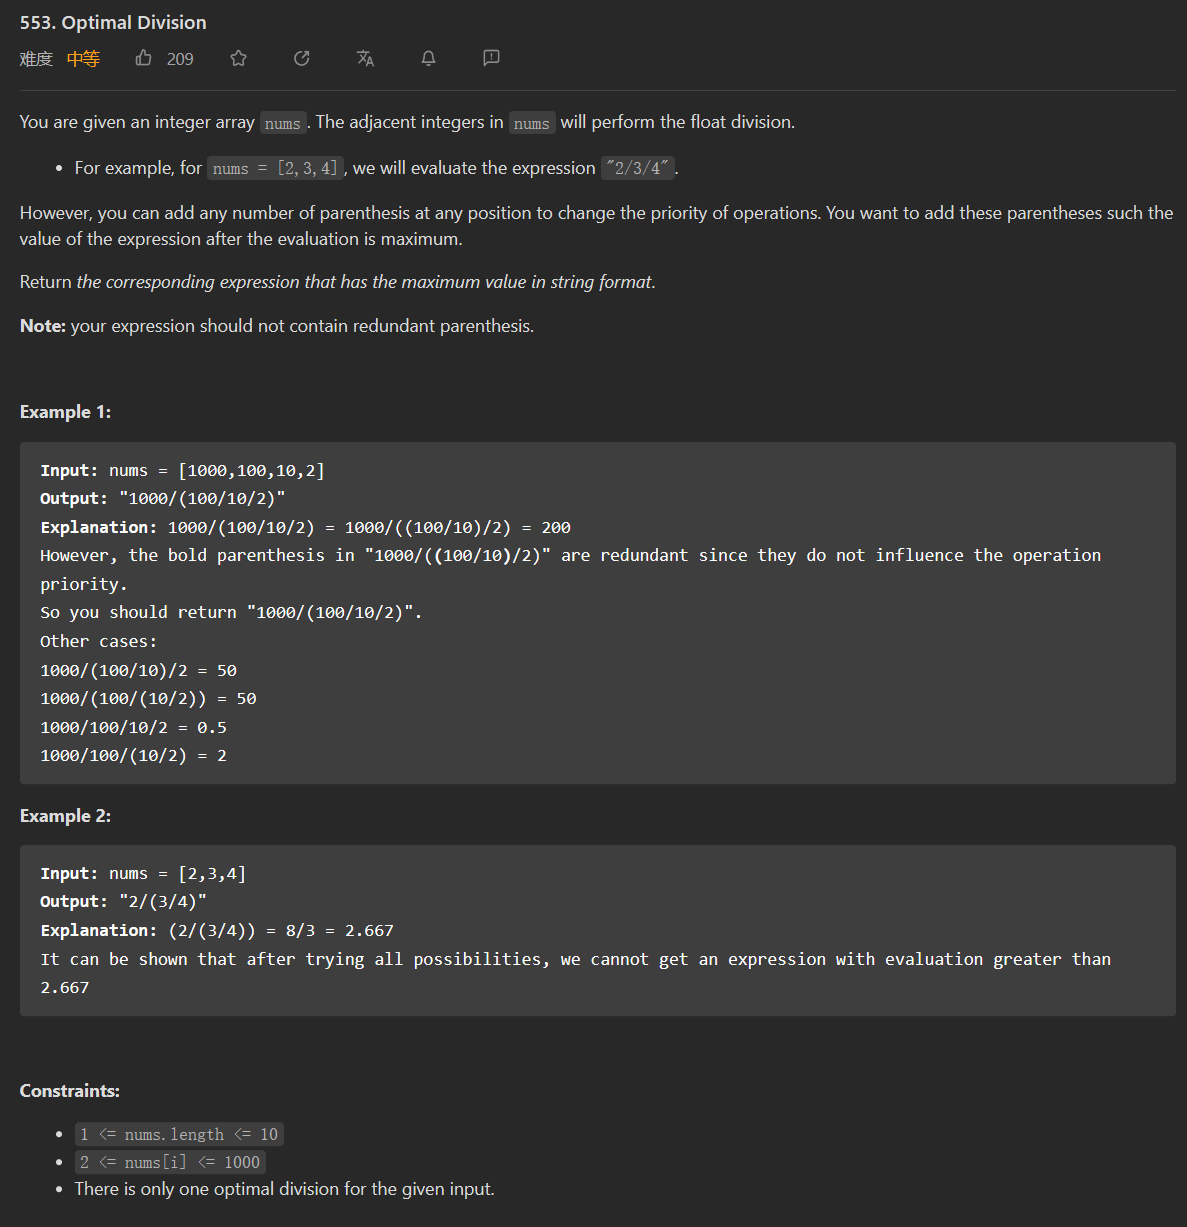 553. Optimal Division
难度 中等 209
You are given an integer array nums. The adjacent integers in nums will perform the float division.
• For example, for nums = [2,3,4], we will evaluate the expression "2/3/4".
However, you can add any number of parenthesis at any position to change the priority of operations. You want to add these parentheses such the
value of the expression after the evaluation is maximum.
Return the corresponding expression that has the maximum value in string format.
Note: your expression should not contain redundant parenthesis.
Example 1:
Input: nums = [1000,100,10,2]
Output: "1000/(100/10/2)"
Explanation: 1000/(100/10/2) = 1000/((100/10)/2) = 200
However, the bold parenthesis in "1000/((100/10)/2)" are redundant since they do not influence the operation
priority.
So you should return "1000/(100/10/2)".
Other cases:
1000/(100/10)/2 = 50
1000/(100/(10/2)) = 50
1000/100/10/2 = 0.5
1000/100/(10/2) = 2
Example 2:
Input: nums = [2,3,4]
Output: "2/(3/4)"
Explanation: (2/(3/4)) = 8/3 = 2.667
It can be shown that after trying all possibilities, we cannot get an expression with evaluation greater than
2.667
Constraints:
• 1 <= nums.length <= 10
• 2 <= nums[i] <= 1000
• There is only one optimal division for the given input.